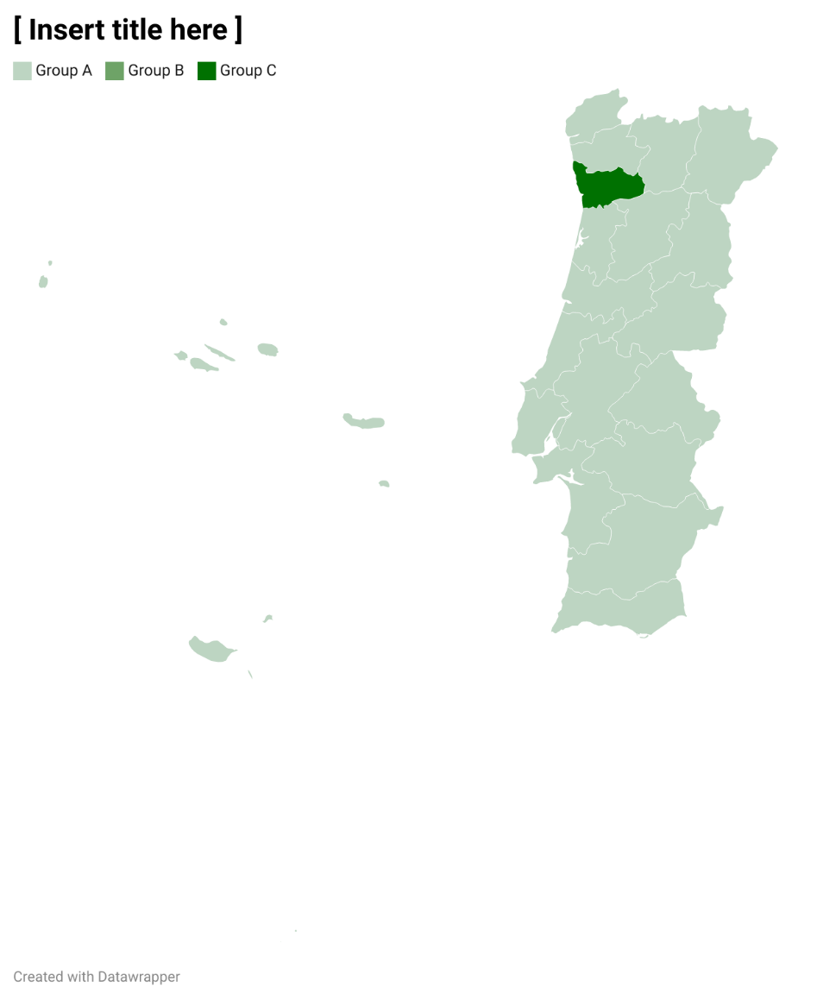 [ Insert title here ]
Group A Group B Group C
Created with Datawrapper